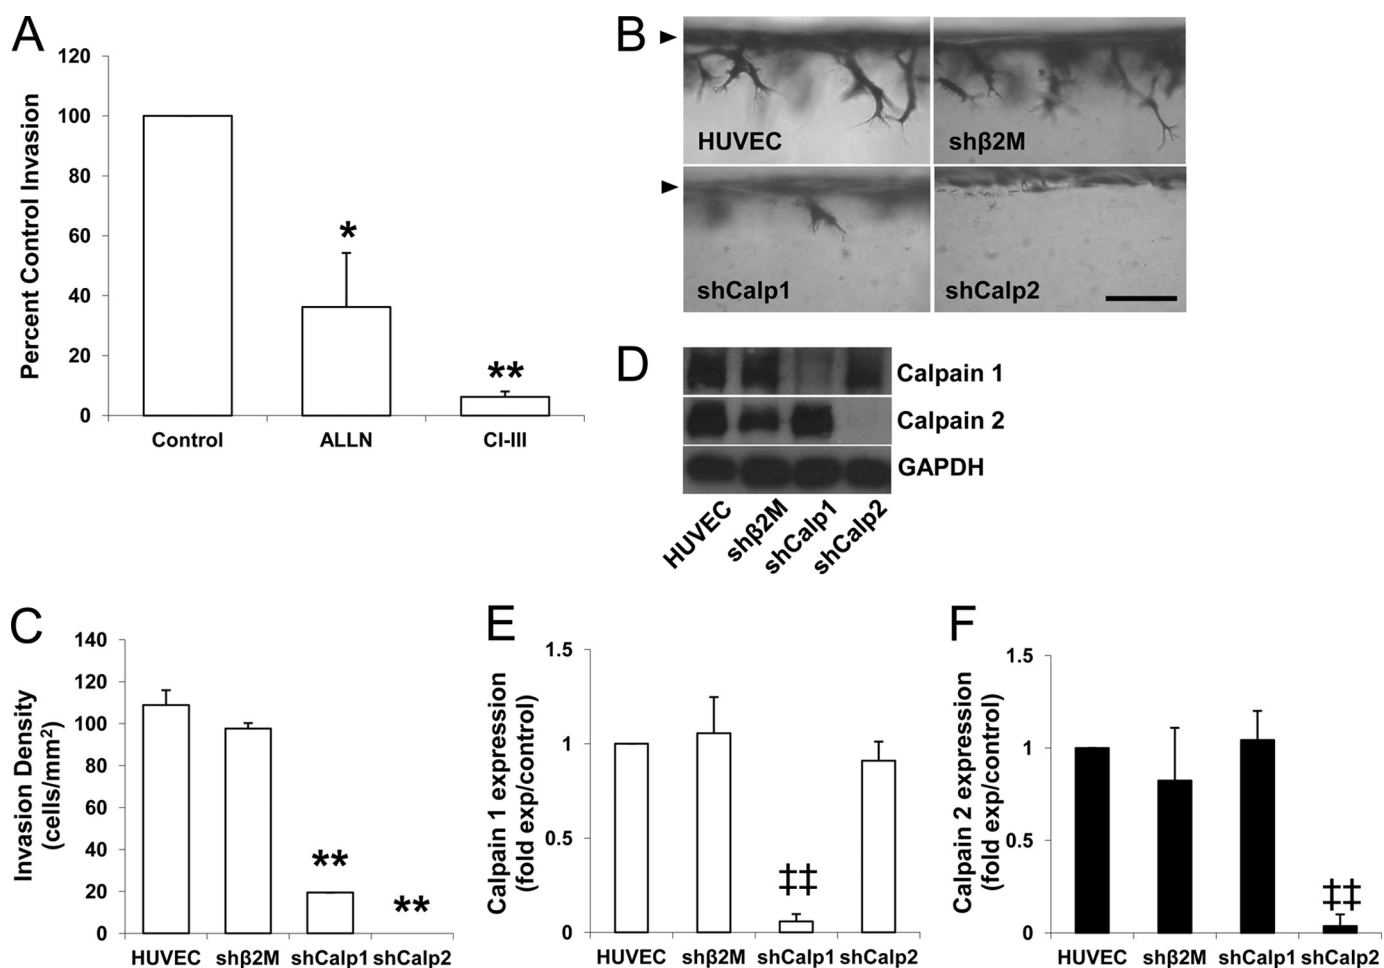 A
Percent Control Invasion
120
100
80
60
40
20
0
*
**
Control ALLN CI-III
B
HUVEC
shβ2M
shCalp1
shCalp2
D
Calpain 1
Calpain 2
GAPDH
HUVEC
shβ2M
shCalp1
shCalp2
C
Invasion Density
(cells/mm²)
140
120
100
80
60
40
20
0
**
**
HUVEC shβ2M shCalp1 shCalp2
E
Calpain 1 expression
(fold exp/control)
1.5
1
0.5
0
‡‡
HUVEC shβ2M shCalp1 shCalp2
F
Calpain 2 expression
(fold exp/control)
1.5
1
0.5
0
‡‡
HUVEC shβ2M shCalp1 shCalp2